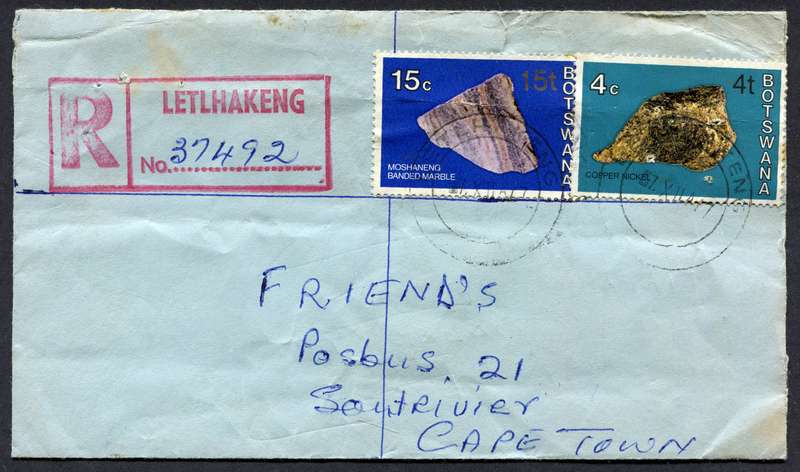 R
LETLHAKENG
No. 37492
15c
15t
BOTSWANA
MOSHANENG
BANDED MARBLE
4c
4t
BOTSWANA
COPPER NICKEL
FRIEND'S
Posbus. 21
Soutrivier
CAPE TOWN